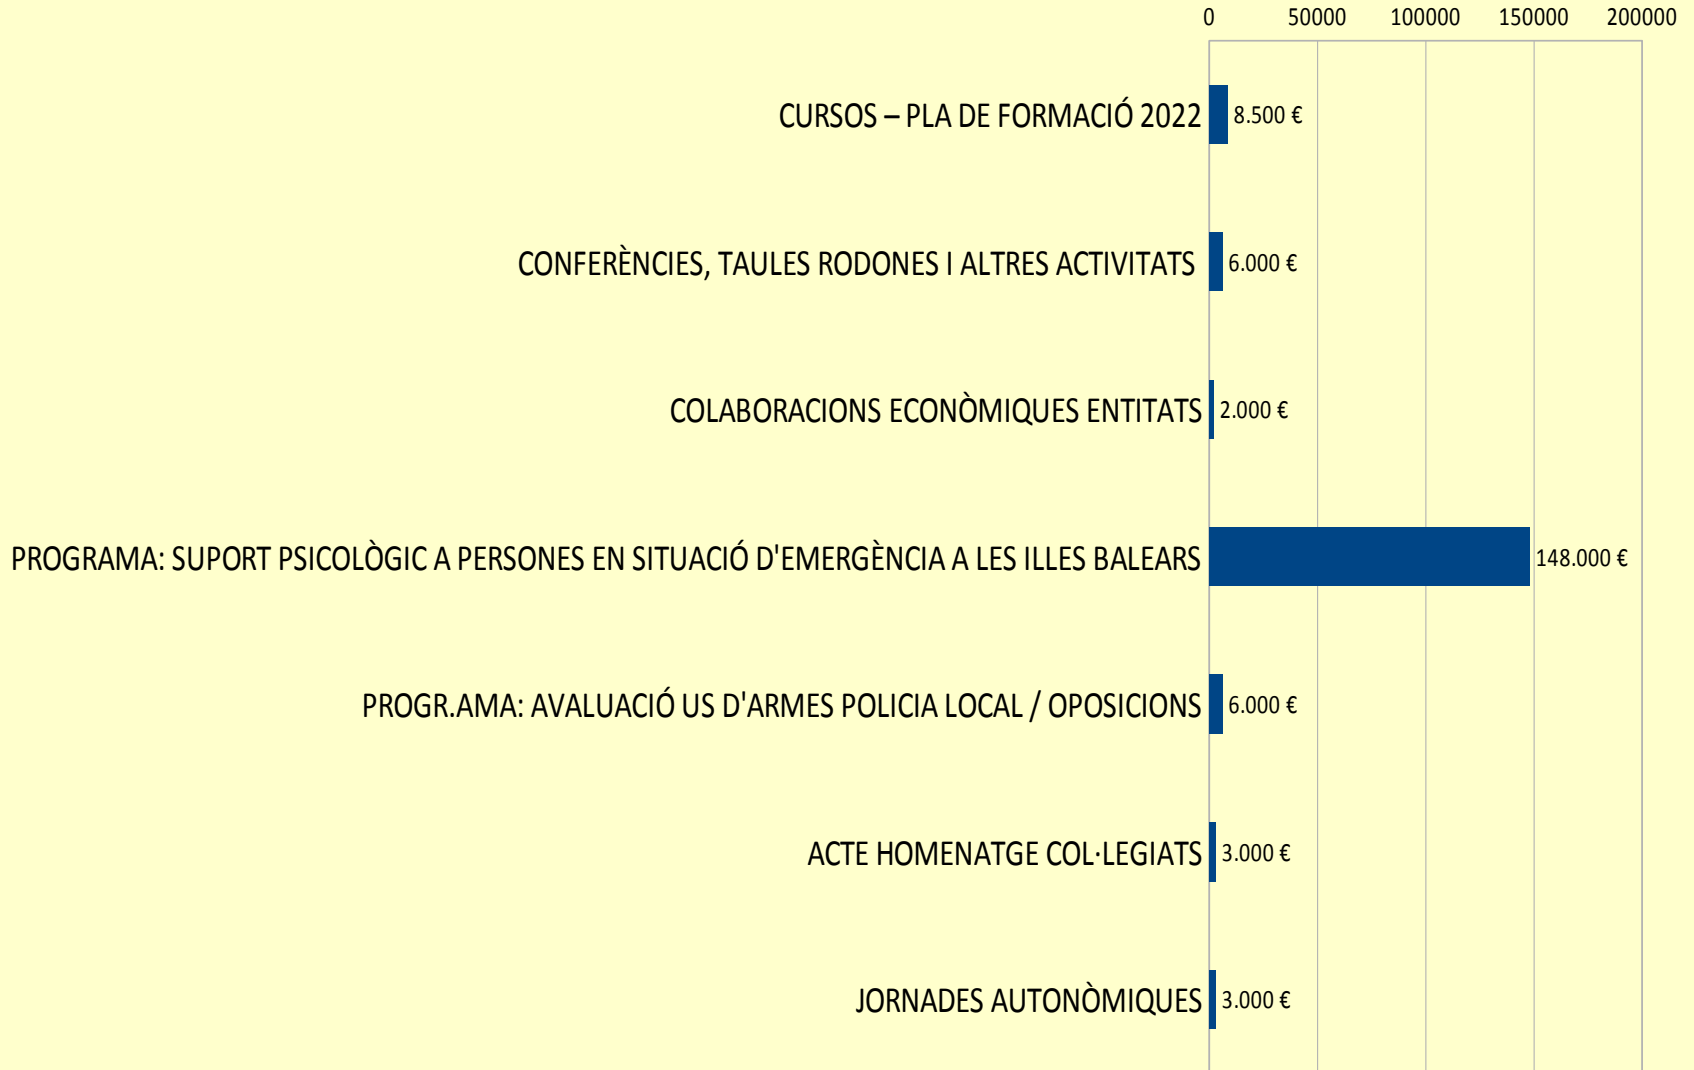 0 50000 100000 150000 200000
CURSOS – PLA DE FORMACIÓ 2022 8.500 €
CONFERÈNCIES, TAULES RODONES I ALTRES ACTIVITATS 6.000 €
COLABORACIONS ECONÒMIQUES ENTITATS 2.000 €
PROGRAMA: SUPORT PSICOLÒGIC A PERSONES EN SITUACIÓ D'EMERGÈNCIA A LES ILLES BALEARS 148.000 €
PROGR.AMA: AVALUACIÓ US D'ARMES POLICIA LOCAL / OPOSICIONS 6.000 €
ACTE HOMENATGE COL·LEGIATS 3.000 €
JORNADES AUTONÒMIQUES 3.000 €